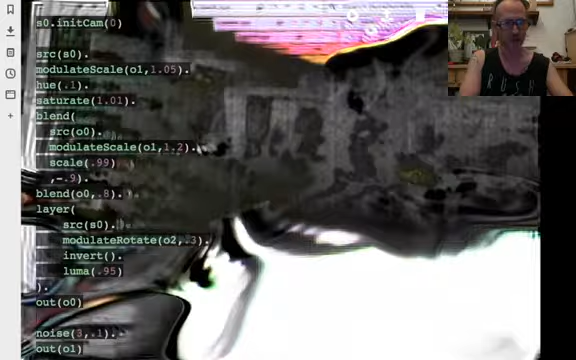 s0.initCam(0)
src(s0).
modulateScale(o1,1.05).
hue(.1).
saturate(1.01).
blend(
src(o0).
modulateScale(o1,1.2).
scale(.99)
,-.9).
blend(o0,.8).
layer(
src(s0).
modulateRotate(o2,.3).
invert().
luma(.95)
).
out(o0)
noise(3,.1).
out(o1)
RUSH